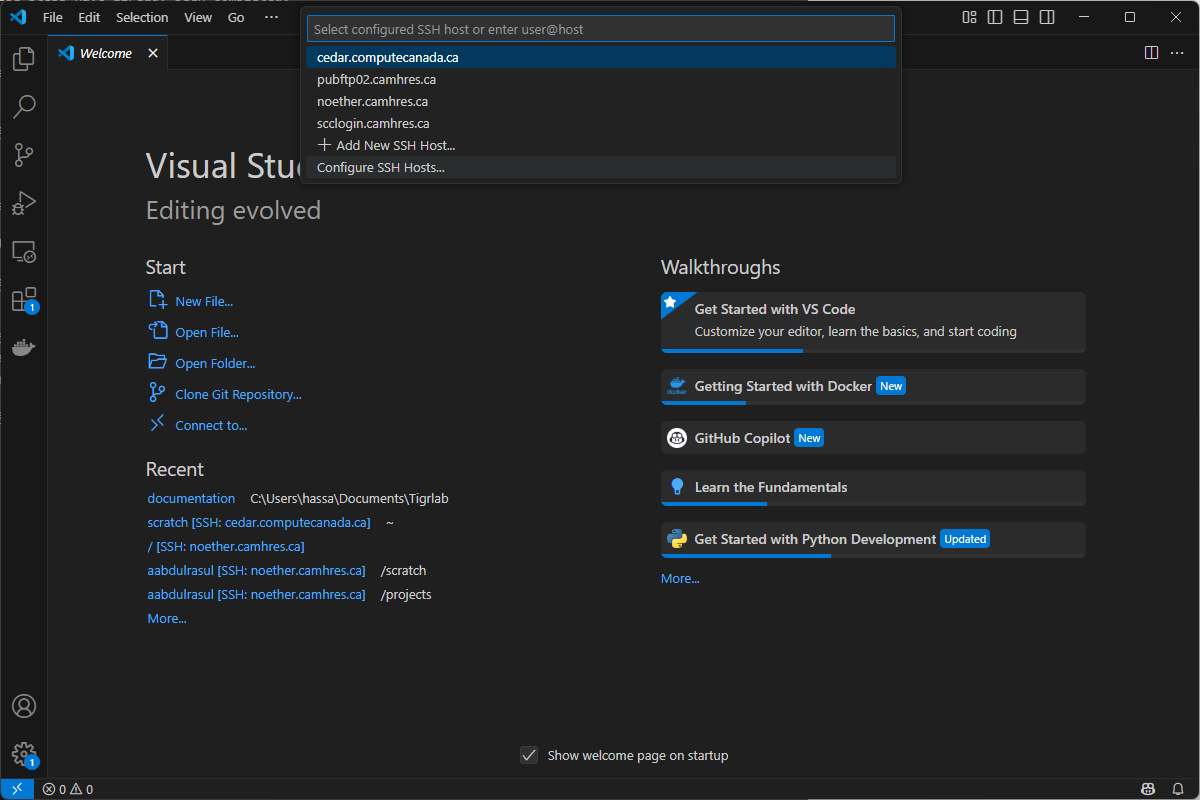 File Edit Selection View Go ···
Select configured SSH host or enter user@host
cedar.computecanada.ca
pubftp02.camhres.ca
noether.camhres.ca
scclogin.camhres.ca
Add New SSH Host...
Configure SSH Hosts...
Welcome
Visual Stu
Editing evolved
Start
New File...
Open File...
Open Folder...
Clone Git Repository...
Connect to...
Recent
documentation C:\Users\hassa\Documents\Tigrlab
scratch [SSH: cedar.computecanada.ca] ~
/ [SSH: noether.camhres.ca]
aabdulrasul [SSH: noether.camhres.ca] /scratch
aabdulrasul [SSH: noether.camhres.ca] /projects
More...
Walkthroughs
Get Started with VS Code
Customize your editor, learn the basics, and start coding
docker
Getting Started with Docker New
GitHub Copilot New
Learn the Fundamentals
Get Started with Python Development Updated
More...
1
1
Show welcome page on startup
0 0